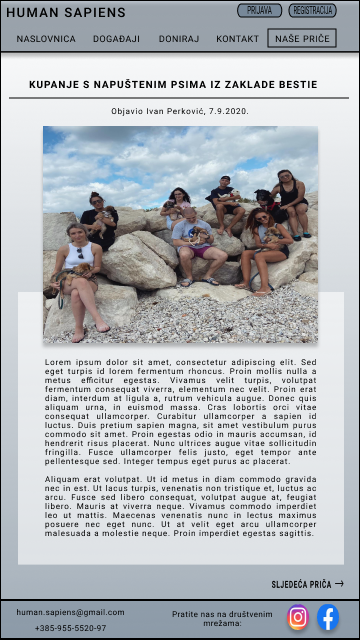 HUMAN SAPIENS
PRIJAVA
REGISTRACIJA
NASLOVNICA
DOGAĐAJI
DONIRAJ
KONTAKT
NAŠE PRIČE
KUPANJE S NAPUŠTENIM PSIMA IZ ZAKLADE BESTIE
Objavio Ivan Perković, 7.9.2020.
Lorem ipsum dolor sit amet, consectetur adipiscing elit. Sed
eget turpis id lorem fermentum rhoncus. Proin mollis nulla a
metus efficitur egestas. Vivamus velit turpis, volutpat
fermentum consequat viverra, elementum nec velit. Proin erat
diam, interdum at ligula a, rutrum vehicula augue. Donec quis
aliquam urna, in euismod massa. Cras lobortis orci vitae
consequat ullamcorper. Curabitur ullamcorper a sapien id
luctus. Duis pretium sapien magna, sit amet vestibulum purus
commodo sit amet. Proin egestas odio in mauris accumsan, id
hendrerit risus placerat. Nunc ultrices augue vitae sollicitudin
fringilla. Fusce ullamcorper felis justo, eget tempor ante
pellentesque sed. Integer tempus eget purus ac placerat.
Aliquam erat volutpat. Ut id metus in diam commodo gravida
nec in est. Ut lacus turpis, venenatis non tristique et, luctus ac
arcu. Fusce sed libero consequat, volutpat augue at, feugiat
libero. Mauris at viverra neque. Vivamus commodo imperdiet
leo ut mattis. Maecenas venenatis nunc in lectus maximus
posuere nec eget nunc. Ut at velit eget arcu ullamcorper
malesuada a molestie neque. Proin imperdiet egestas sagittis.
SLJEDEĆA PRIČA →
human.sapiens@gmail.com
+385-955-5520-97
Pratite nas na društvenim
mrežama: